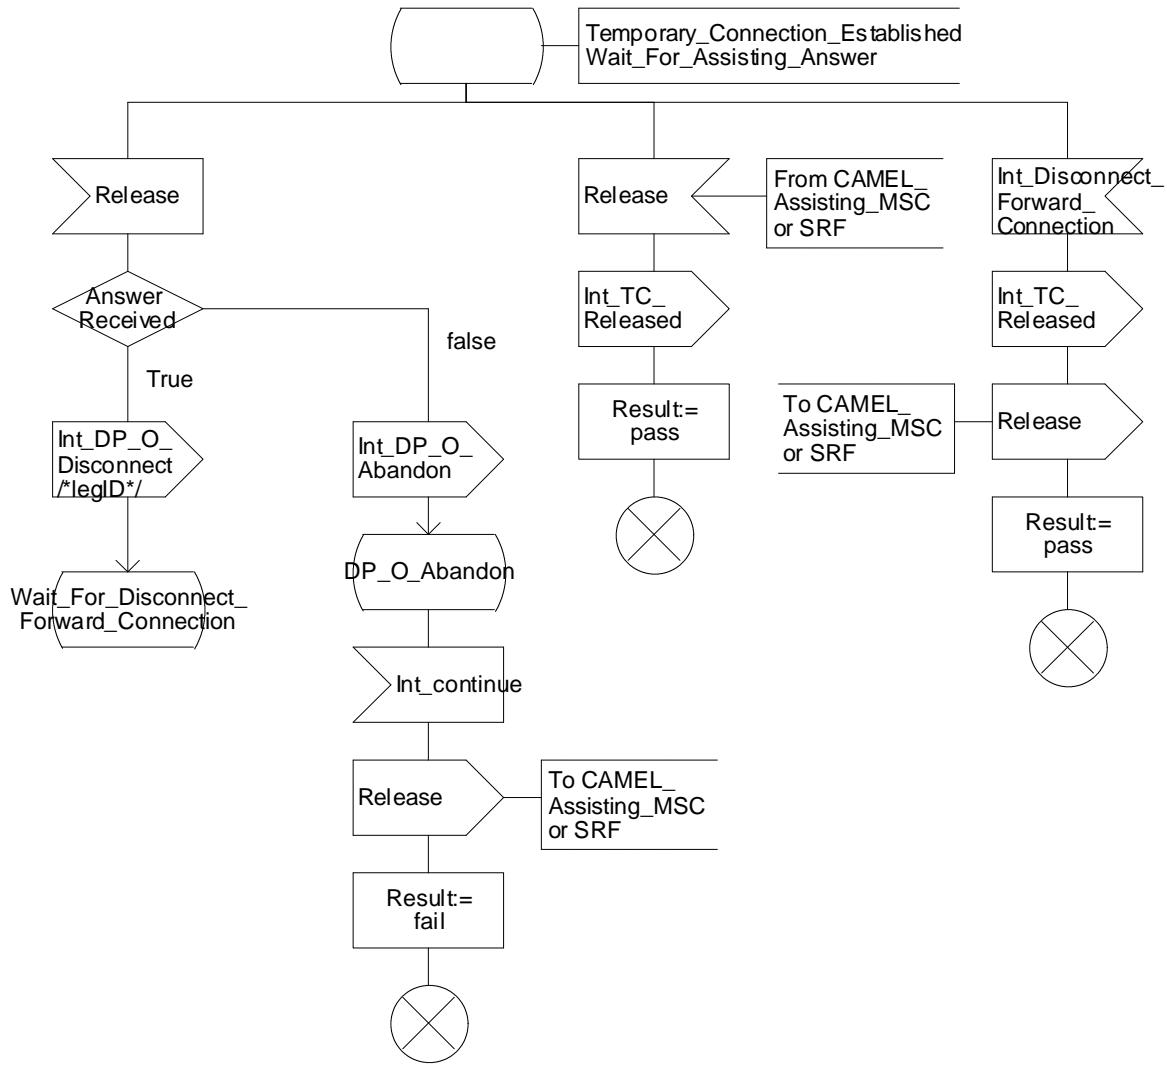 Temporary_Connection_Established
Wait_For_Assisting_Answer
Release
Release
From CAMEL_
Assisting_MSC
or SRF
Int_Disconnect_
Forward_
Connection
Answer
Received
false
True
Int_TC_
Released
Int_TC_
Released
Int_DP_O_
Disconnect
/*legID*/
Int_DP_O_
Abandon
Result:=
pass
To CAMEL_
Assisting_MSC
or SRF
Release
Wait_For_Disconnect_
Forward_Connection
DP_O_Abandon
Result:=
pass
Int_continue
Release
To CAMEL_
Assisting_MSC
or SRF
Result:=
fail